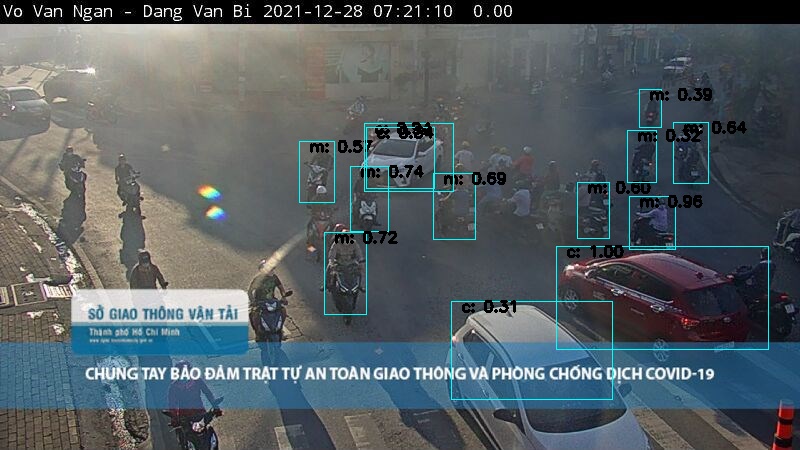 Vo Van Ngan - Dang Van Bi 2021-12-28 07:21:10 0.00
m: 0.39
m: 0.64
m: 0.32
m: 0.57
m: 0.74
m: 0.69
m: 0.60
m: 0.96
m: 0.72
c: 1.00
c: 0.31
SỞ GIAO THÔNG VẬN TẢI
Thành phố Hồ Chí Minh
CHUNG TAY BẢO ĐẢM TRẬT TỰ AN TOÀN GIAO THÔNG VÀ PHÒNG CHỐNG DỊCH COVID-19